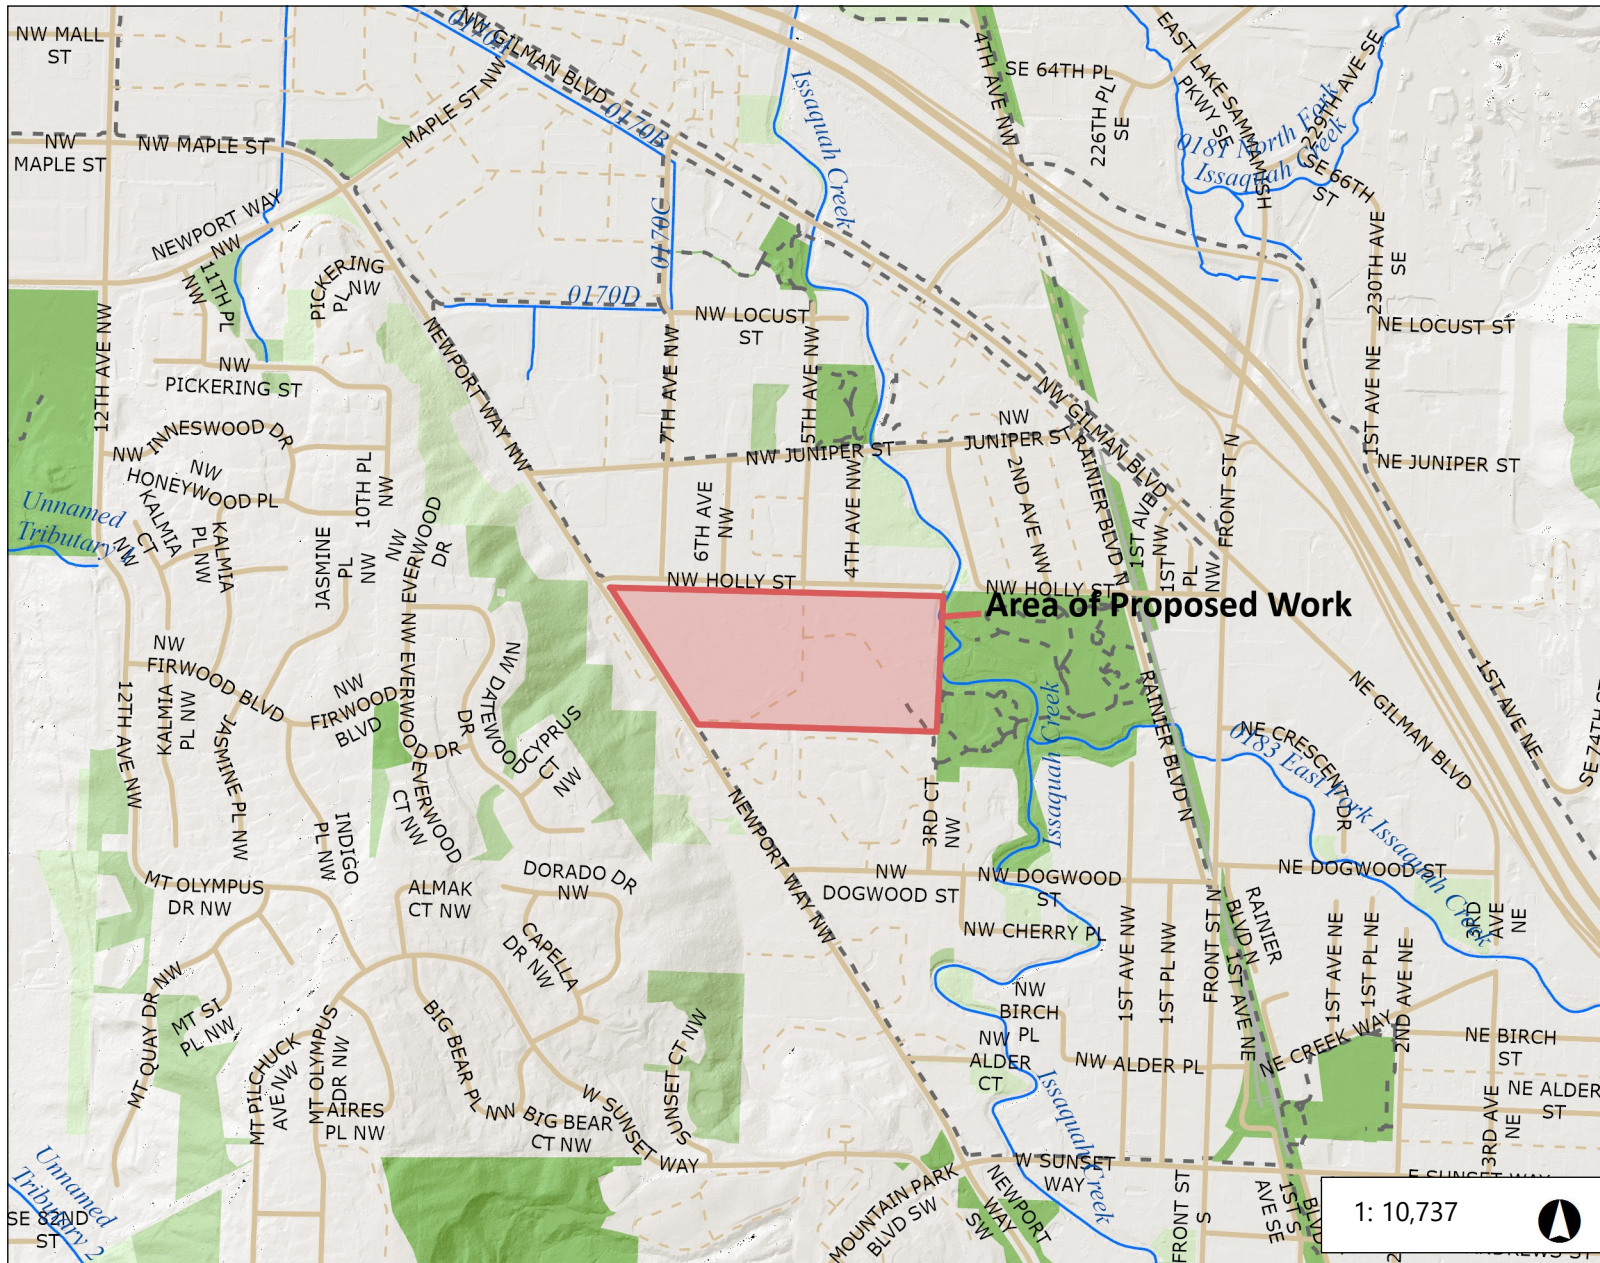 NW MALL
ST
NW
MAPLE ST
NW MAPLE ST
NEWPORT WAY
NW
11TH PL
NW
PICKERING
PL
NW
MAPLE ST NW
NW GILMAN BLVD
0170B
0170C
0170D
Issaquah Creek
4TH AVE NW
SE 64TH PL
226TH PL
SE
EAST LAKE SAMMAMISH
PKWY SE
229TH AVE SE
0181 North Fork
Issaquah Creek
SE 66TH
ST
230TH AVE
SE
NE LOCUST ST
1ST AVE NE
NE JUNIPER ST
12TH AVE NW
NW
PICKERING ST
NW INNESWOOD DR
NW
HONEYWOOD PL
10TH PL
NW
KALMIA
CT
NW
KALMIA
PL NW
JASMINE
PL
NW
NW EVERWOOD
DR
Unnamed
Tributary
NEWPORT WAY NW
NW LOCUST
ST
7TH AVE NW
5TH AVE NW
NW JUNIPER ST
6TH AVE
NW
4TH AVE NW
NW HOLLY ST
NW
JUNIPER ST
2ND AVE NW
RAINIER BLVD N
NW GILMAN BLVD
1ST AVE
NW
1ST
PL
NW
FRONT ST N
NW HOLLY ST
Area of Proposed Work
NW
FIRWOOD BLVD
NW
FIRWOOD
BLVD
KALMIA
PL NW
12TH AVE NW
JASMINE PL NW
NW EVERWOOD DR
NW DATEWOOD
DR
CYPRUS
CT
NW
EVERWOOD
CT NW
INDIGO
PL NW
NEWPORT WAY NW
3RD CT
NW
Issaquah Creek
RAINIER BLVD N
NE CRESCENT DR
0183 East Fork Issaquah Creek
NE GILMAN BLVD
1ST AVE NE
SE 74TH ST
MT OLYMPUS
DR NW
ALMAK
CT NW
DORADO DR
NW
NW
DOGWOOD ST
NW DOGWOOD
ST
NE DOGWOOD ST
NW CHERRY PL
CAPELLA
DR NW
1ST AVE NW
1ST PL NW
FRONT ST N
RAINIER
BLVD N
1ST AVE NE
1ST AVE NE
1ST PL NE
2ND AVE NE
3RD
AVE
NE
MT QUAY DR NW
MT SI
PL NW
MT PILCHUCK
AVE NW
MT OLYMPUS
DR NW
AIRES
PL NW
BIG BEAR PL
NW
BIG BEAR
CT NW
W SUNSET WAY
SUNSET CT NW
NW
BIRCH
PL
NW
ALDER
CT
NW ALDER PL
NE CREEK WAY
NE BIRCH
ST
NE ALDER
ST
3RD AVE
NE
Issaquah Creek
W SUNSET
WAY
MOUNTAIN PARK
BLVD SW
NEWPORT
WAY
SW
FRONT ST
S
1ST
AVE SE
Unnamed
Tributary 2
SE 82ND
ST
1: 10,737